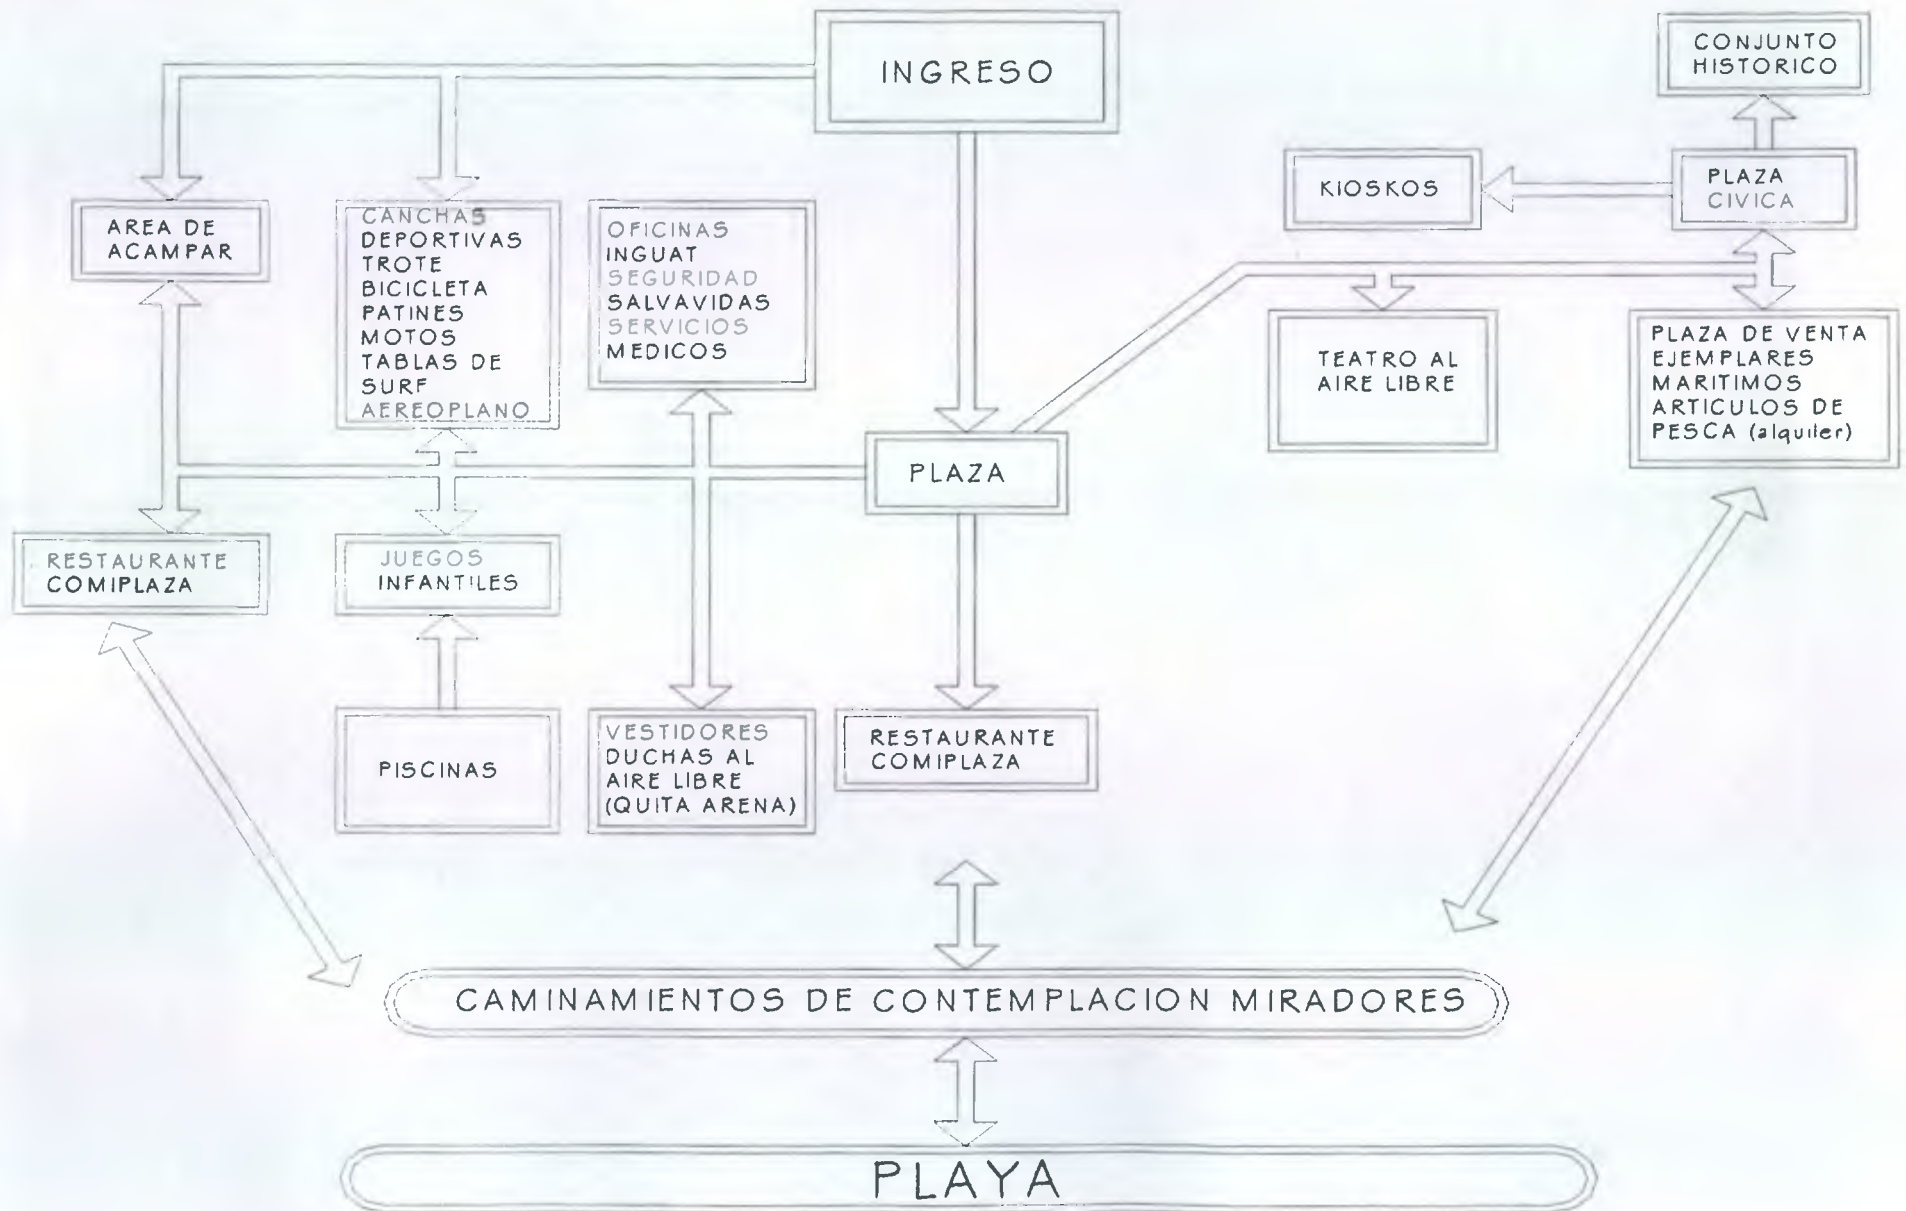 INGRESO
CONJUNTO
HISTORICO
KIOSKOS
PLAZA
CIVICA
AREA DE
ACAMPAR
CANCHAS
DEPORTIVAS
TROTE
BICICLETA
PATINES
MOTOS
TABLAS DE
SURF
AEREOPLANO
OFICINAS
INGUAT
SEGURIDAD
SALVAVIDAS
SERVICIOS
MEDICOS
TEATRO AL
AIRE LIBRE
PLAZA DE VENTA
EJEMPLARES
MARITIMOS
ARTICULOS DE
PESCA (alquiler)
PLAZA
RESTAURANTE
COMIPLAZA
JUEGOS
INFANTILES
PISCINAS
VESTIDORES
DUCHAS AL
AIRE LIBRE
(QUITA ARENA)
RESTAURANTE
COMIPLAZA
CAMINAMIENTOS DE CONTEMPLACION MIRADORES
PLAYA